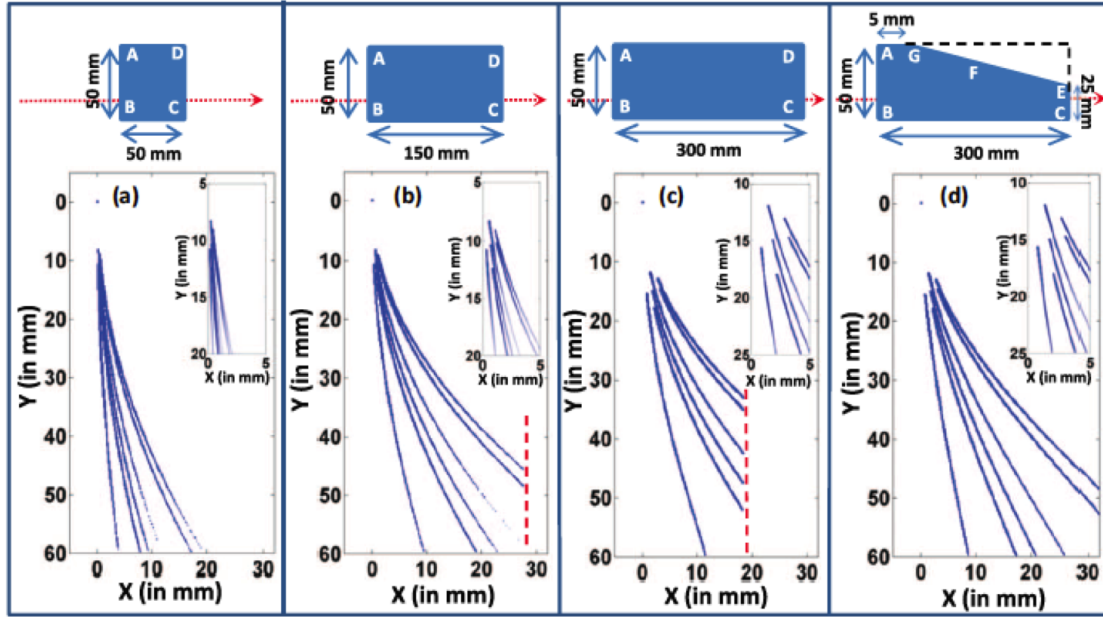 50 mm
A D
B C
50 mm
50 mm
A D
B C
150 mm
50 mm
A D
B C
300 mm
5 mm
50 mm
A G
F
E
B C
25 mm
300 mm
(a)
0
10
20
30
40
50
60
Y (in mm)
0 10 20 30
X (in mm)
5
10
15
20
Y (in mm)
0 5
X (in mm)
(b)
0
10
20
30
40
50
60
Y (in mm)
0 10 20 30
X (in mm)
5
10
15
20
Y (in mm)
0 5
X (in mm)
(c)
0
10
20
30
40
50
60
Y (in mm)
0 10 20 30
X (in mm)
10
15
20
25
Y (in mm)
0 5
X (in mm)
(d)
0
10
20
30
40
50
60
Y (in mm)
0 10 20 30
X (in mm)
10
15
20
25
Y (in mm)
0 5
X (in mm)